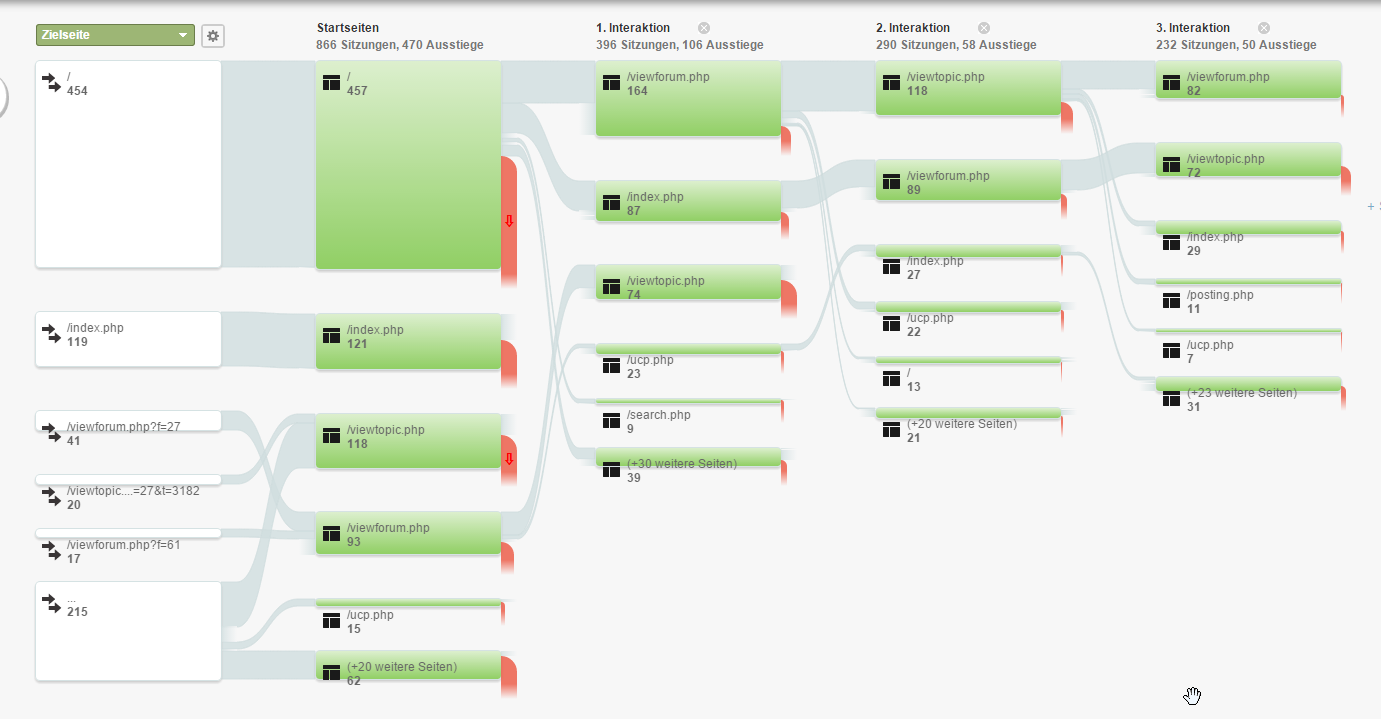 Zielseite
/
454
/index.php
119
/viewforum.php?f=27
41
/viewtopic....=27&t=3182
20
/viewforum.php?f=61
17
...
215
Startseiten
866 Sitzungen, 470 Ausstiege
/
457
/index.php
121
/viewtopic.php
118
/viewforum.php
93
/ucp.php
15
(+20 weitere Seiten)
62
1. Interaktion
396 Sitzungen, 106 Ausstiege
/viewforum.php
164
/index.php
87
/viewtopic.php
74
/ucp.php
23
/search.php
9
(+30 weitere Seiten)
39
2. Interaktion
290 Sitzungen, 58 Ausstiege
/viewtopic.php
118
/viewforum.php
89
/index.php
27
/ucp.php
22
/
13
(+20 weitere Seiten)
21
3. Interaktion
232 Sitzungen, 50 Ausstiege
/viewforum.php
82
/viewtopic.php
72
/index.php
29
/posting.php
11
/ucp.php
7
(+23 weitere Seiten)
31
+